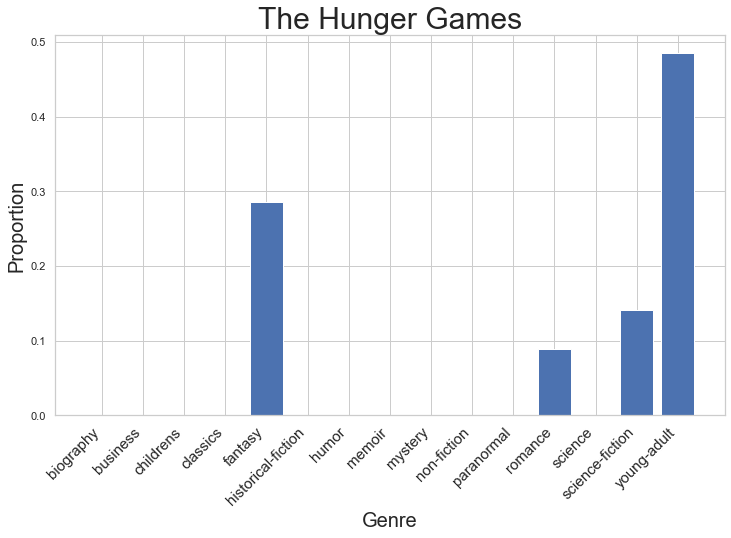 The Hunger Games
Proportion
0.5
0.4
0.3
0.2
0.1
0.0
biography
business
childrens
classics
fantasy
historical-fiction
humor
memoir
mystery
non-fiction
paranormal
romance
science
science-fiction
young-adult
Genre